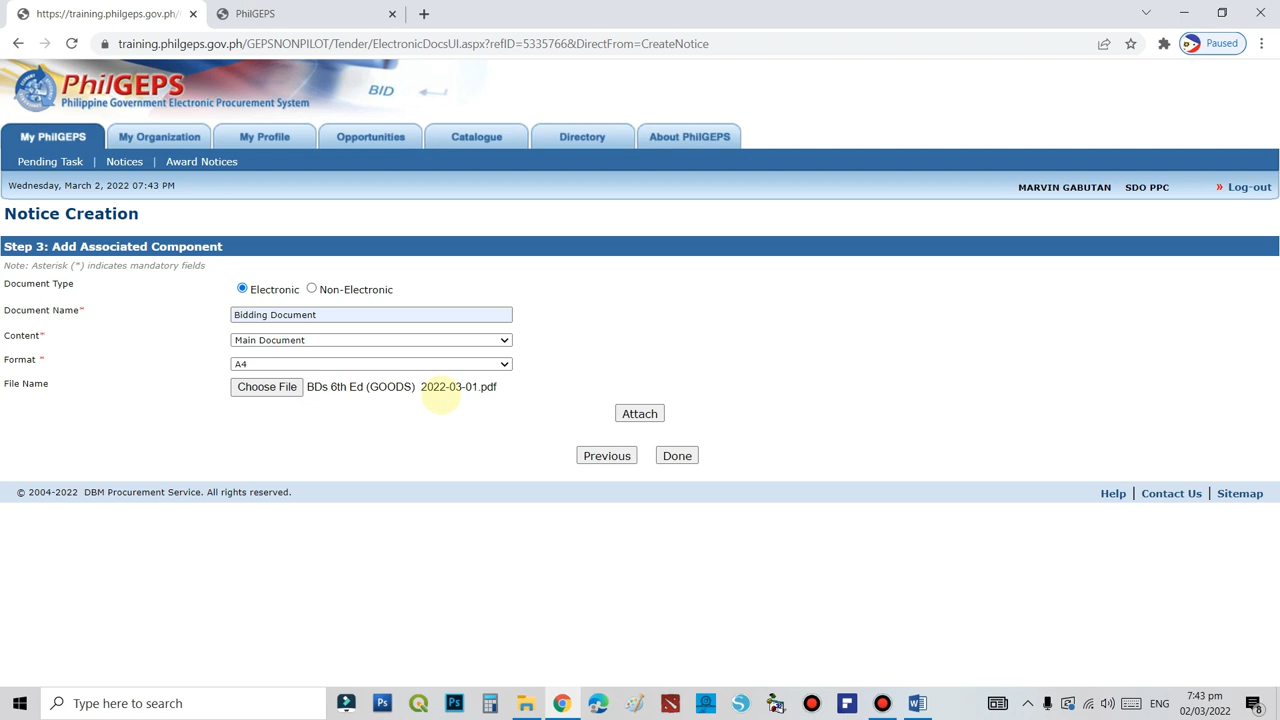 https://training.philgeps.gov.ph/
PhilGEPS
training.philgeps.gov.ph/GEPSNONPILOT/Tender/ElectronicDocsUI.aspx?refID=5335766&DirectFrom=CreateNotice
Paused
PhilGEPS
Philippine Government Electronic Procurement System
BID
My PhilGEPS
My Organization
My Profile
Opportunities
Catalogue
Directory
About PhilGEPS
Pending Task | Notices | Award Notices
Wednesday, March 2, 2022 07:43 PM
MARVIN GABUTAN SDO PPC » Log-out
Notice Creation
Step 3: Add Associated Component
Note: Asterisk (*) indicates mandatory fields
Document Type Electronic Non-Electronic
Document Name* Bidding Document
Content* Main Document
Format * A4
File Name Choose File BDs 6th Ed (GOODS) 2022-03-01.pdf
Attach
Previous Done
© 2004-2022 DBM Procurement Service. All rights reserved.
Help | Contact Us | Sitemap
Type here to search
Ps
Ps
W
ENG
7:43 pm
02/03/2022
8